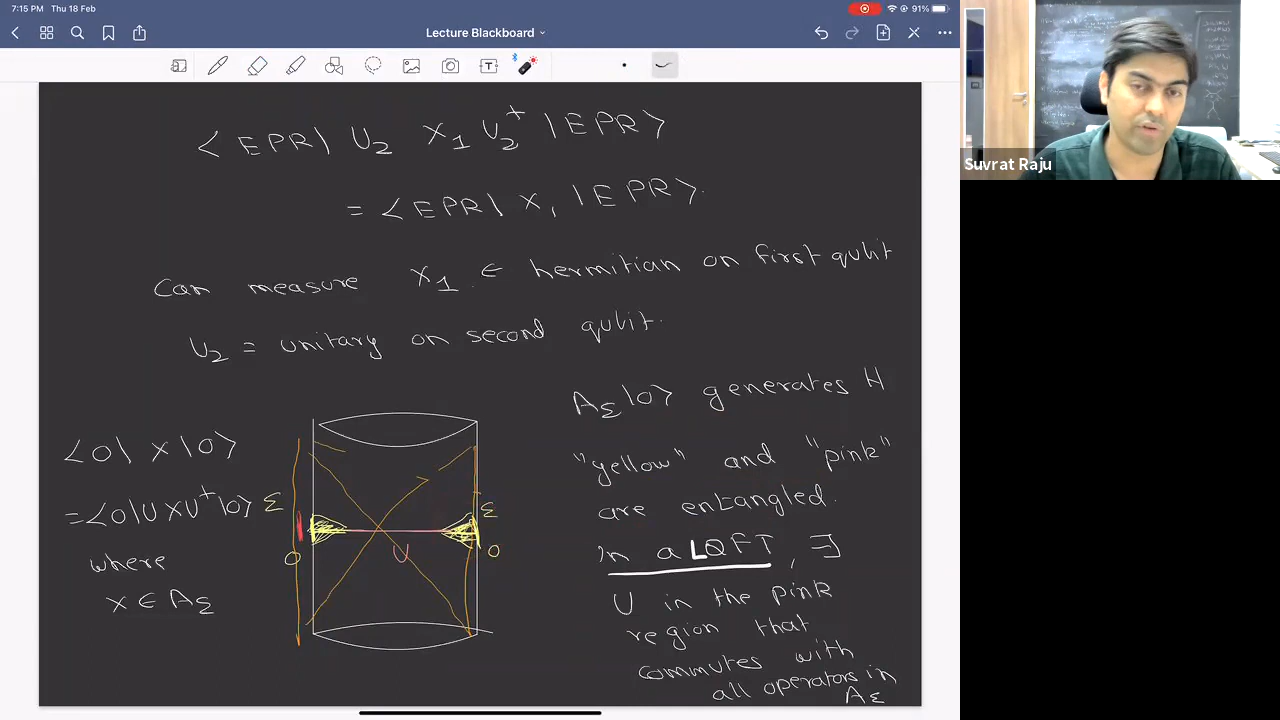 7:15 PM Thu 18 Feb
91%
Lecture Blackboard
Suvrat Raju
<EPR| U₂ X₁ U₂† |EPR>
= <EPR| X₁ |EPR>.
Can measure X₁ ∈ hermitian on first qubit
U₂ = unitary on second qubit.
A_Σ |0> generates H
"yellow" and "pink"
are entangled.
in a LQFT, ∃
U in the pink
region that
commutes with
all operators in
A_Σ
<0| X |0>
= <0| U X U† |0>
where
X ∈ A_Σ
Σ
0
U
Σ
0